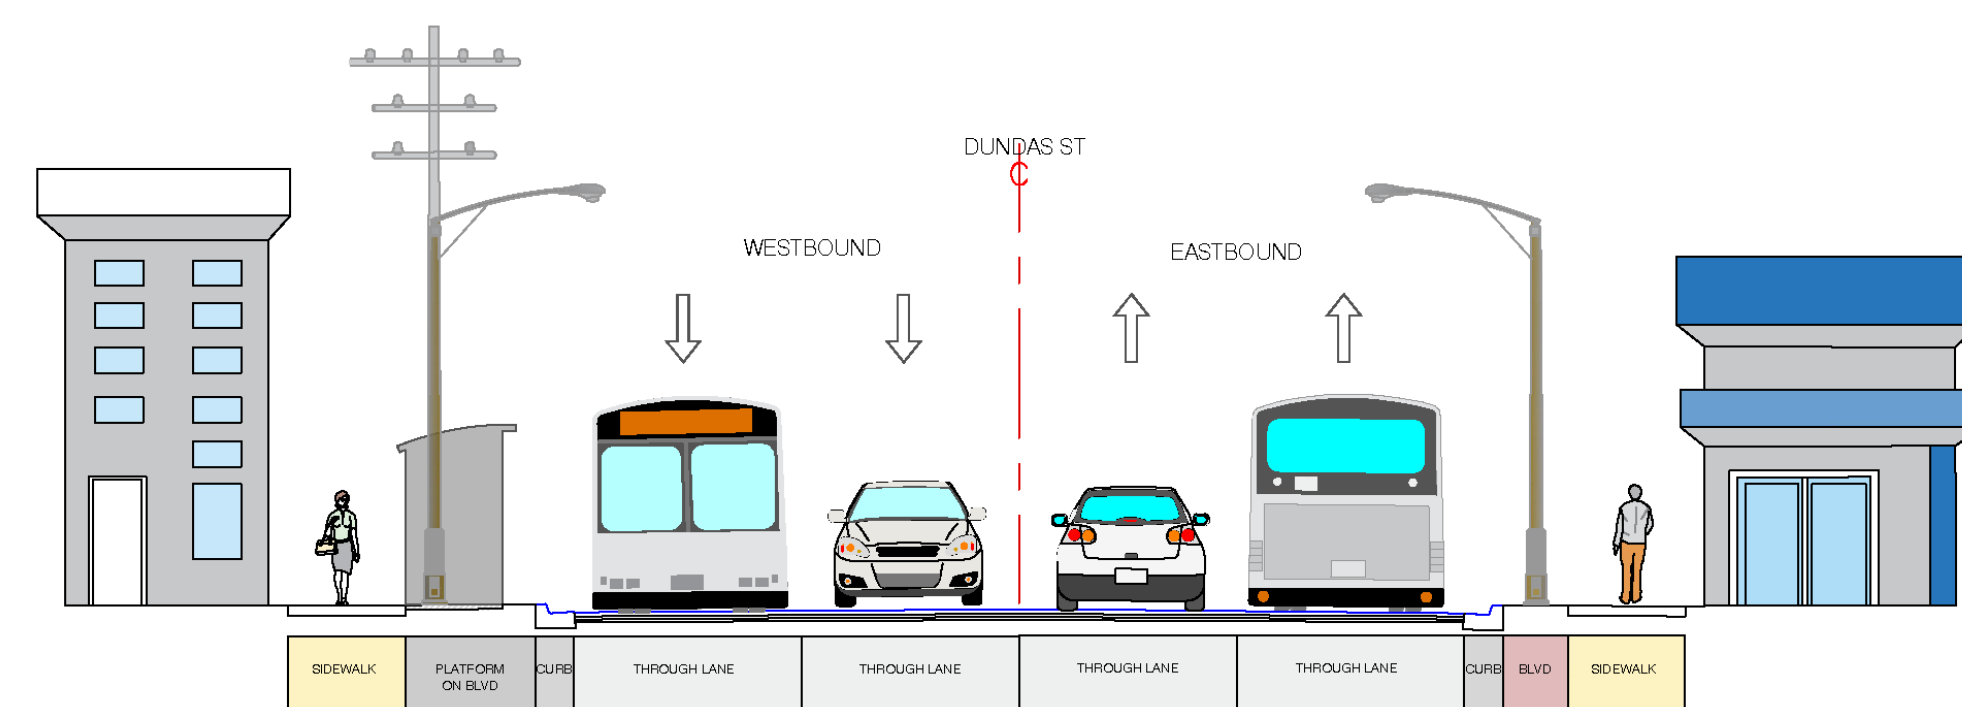 DUNDAS ST
WESTBOUND
EASTBOUND
SIDEWALK
PLATFORM
ON BLVD
CURB
THROUGH LANE
THROUGH LANE
THROUGH LANE
THROUGH LANE
CURB
BLVD
SIDEWALK